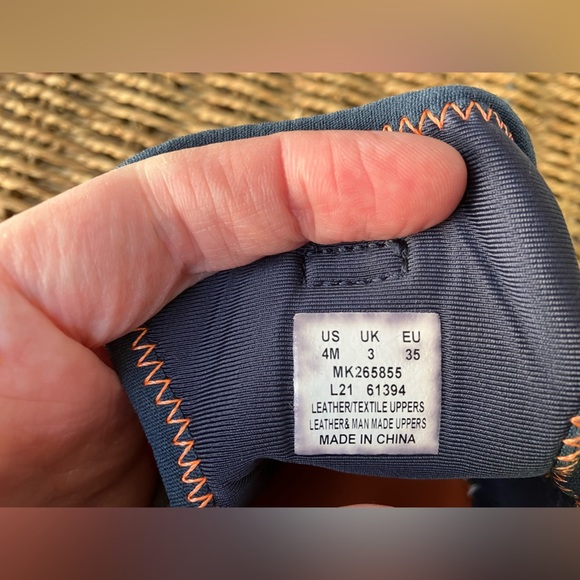 US UK EU
4M 3 35
MK265855
L21 61394
LEATHER/TEXTILE UPPERS
LEATHER& MAN MADE UPPERS
MADE IN CHINA